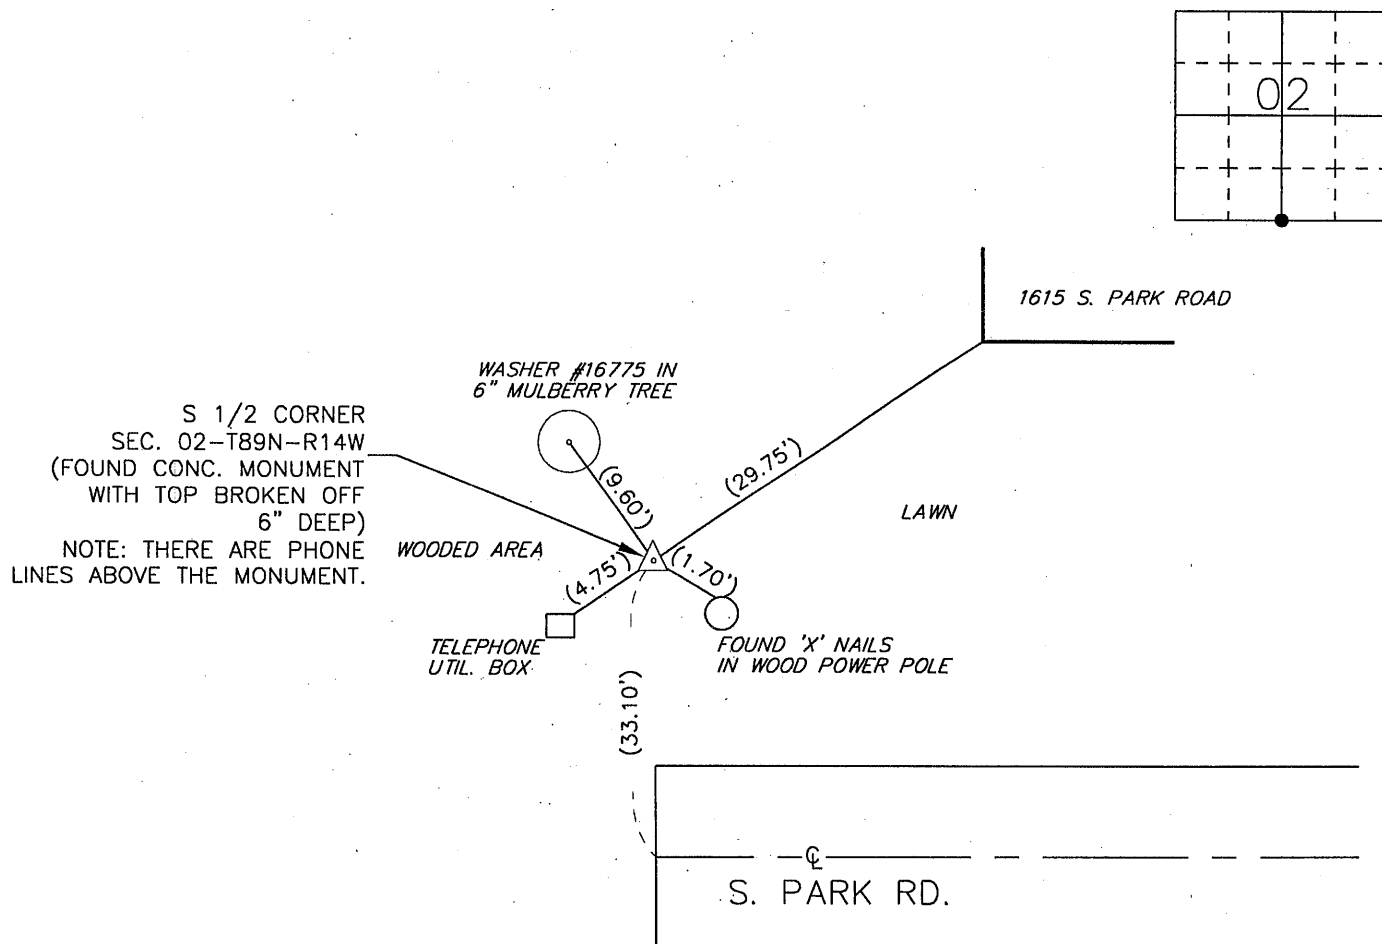 02
1615 S. PARK ROAD
WASHER #16775 IN
6" MULBERRY TREE
S 1/2 CORNER
SEC. 02-T89N-R14W
(FOUND CONC. MONUMENT
WITH TOP BROKEN OFF
6" DEEP)
NOTE: THERE ARE PHONE
LINES ABOVE THE MONUMENT.
(9.60')
(29.75')
LAWN
WOODED AREA
(4.75')
(1.70')
TELEPHONE
UTIL. BOX
FOUND 'X' NAILS
IN WOOD POWER POLE
(33.10')
℄
S. PARK RD.